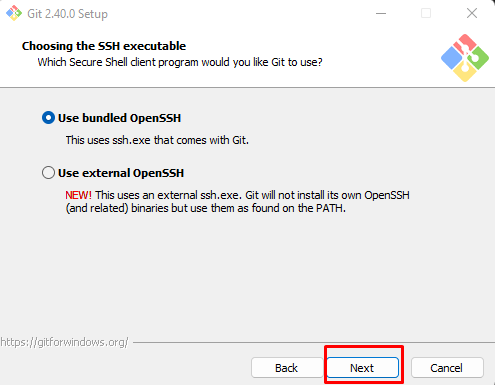 Git 2.40.0 Setup
Choosing the SSH executable
Which Secure Shell client program would you like Git to use?
Use bundled OpenSSH
This uses ssh.exe that comes with Git.
Use external OpenSSH
NEW! This uses an external ssh.exe. Git will not install its own OpenSSH
(and related) binaries but use them as found on the PATH.
https://gitforwindows.org/
Back
Next
Cancel